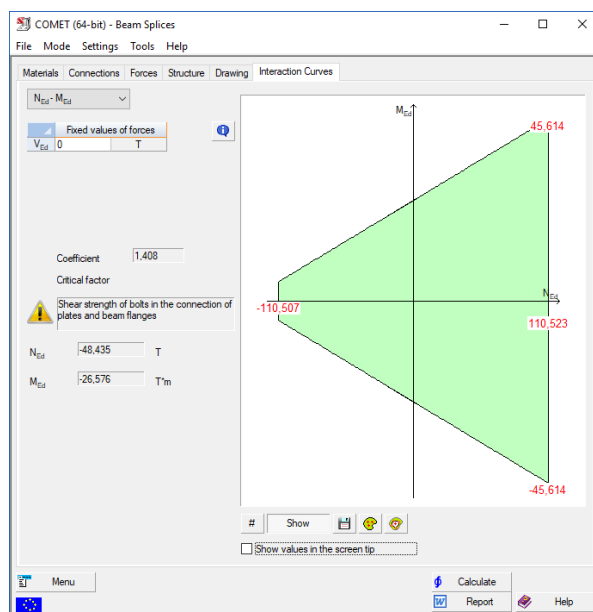 COMET (64-bit) - Beam Splices
File Mode Settings Tools Help
Materials Connections Forces Structure Drawing Interaction Curves
NEd - MEd
Fixed values of forces
VEd 0 T
Coefficient 1,408
Critical factor
Shear strength of bolts in the connection of
plates and beam flanges
NEd -48,435 T
MEd -26,576 T*m
MEd
45,614
NEd
-110,507
110,523
-45,614
# Show
Show values in the screen tip
Menu
Calculate
Report
Help